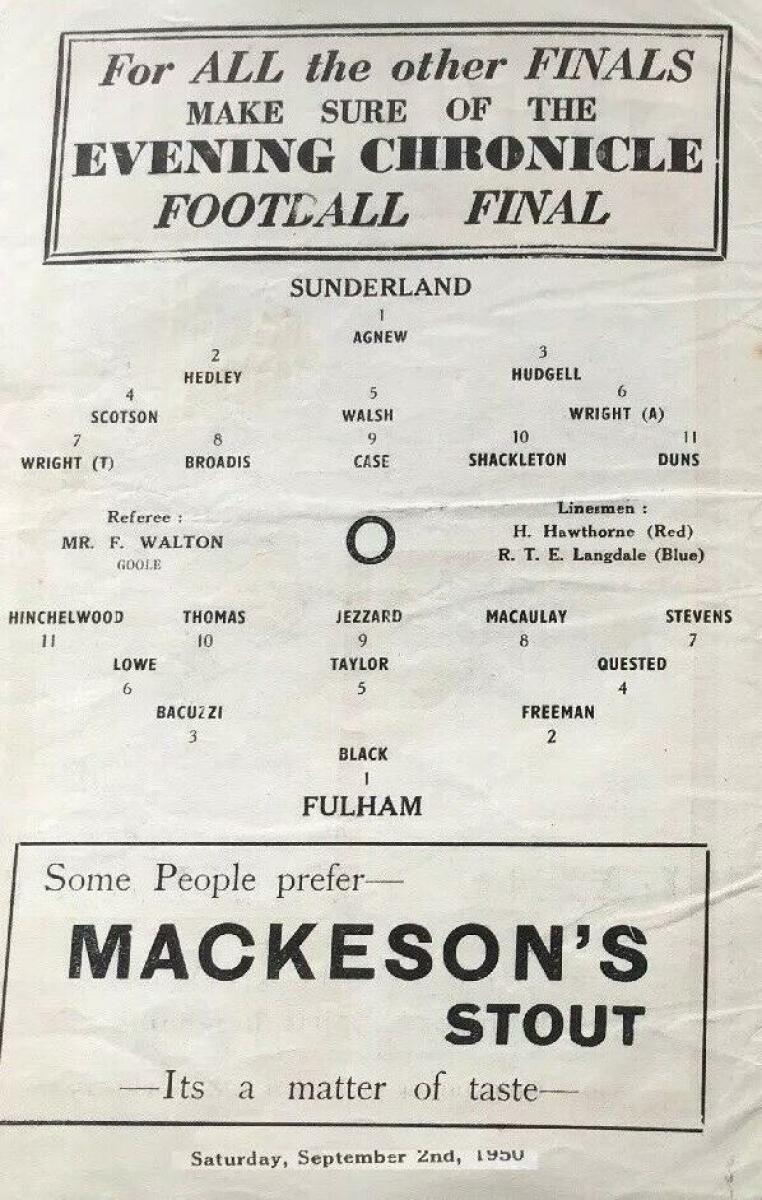 For ALL the other FINALS
MAKE SURE OF THE
EVENING CHRONICLE
FOOTBALL FINAL
SUNDERLAND
1
AGNEW
2 3
HEDLEY HUDGELL
4 5 6
SCOTSON WALSH WRIGHT (A)
7 8 9 10 11
WRIGHT (T) BROADIS CASE SHACKLETON DUNS
Referee :
MR. F. WALTON
GOOLE
O
Linesmen :
H. Hawthorne (Red)
R. T. E. Langdale (Blue)
HINCHELWOOD THOMAS JEZZARD MACAULAY STEVENS
11 10 9 8 7
LOWE TAYLOR QUESTED
6 5 4
BACUZZI FREEMAN
3 2
BLACK
1
FULHAM
Some People prefer—
MACKESON'S
STOUT
—Its a matter of taste—
Saturday, September 2nd, 1950